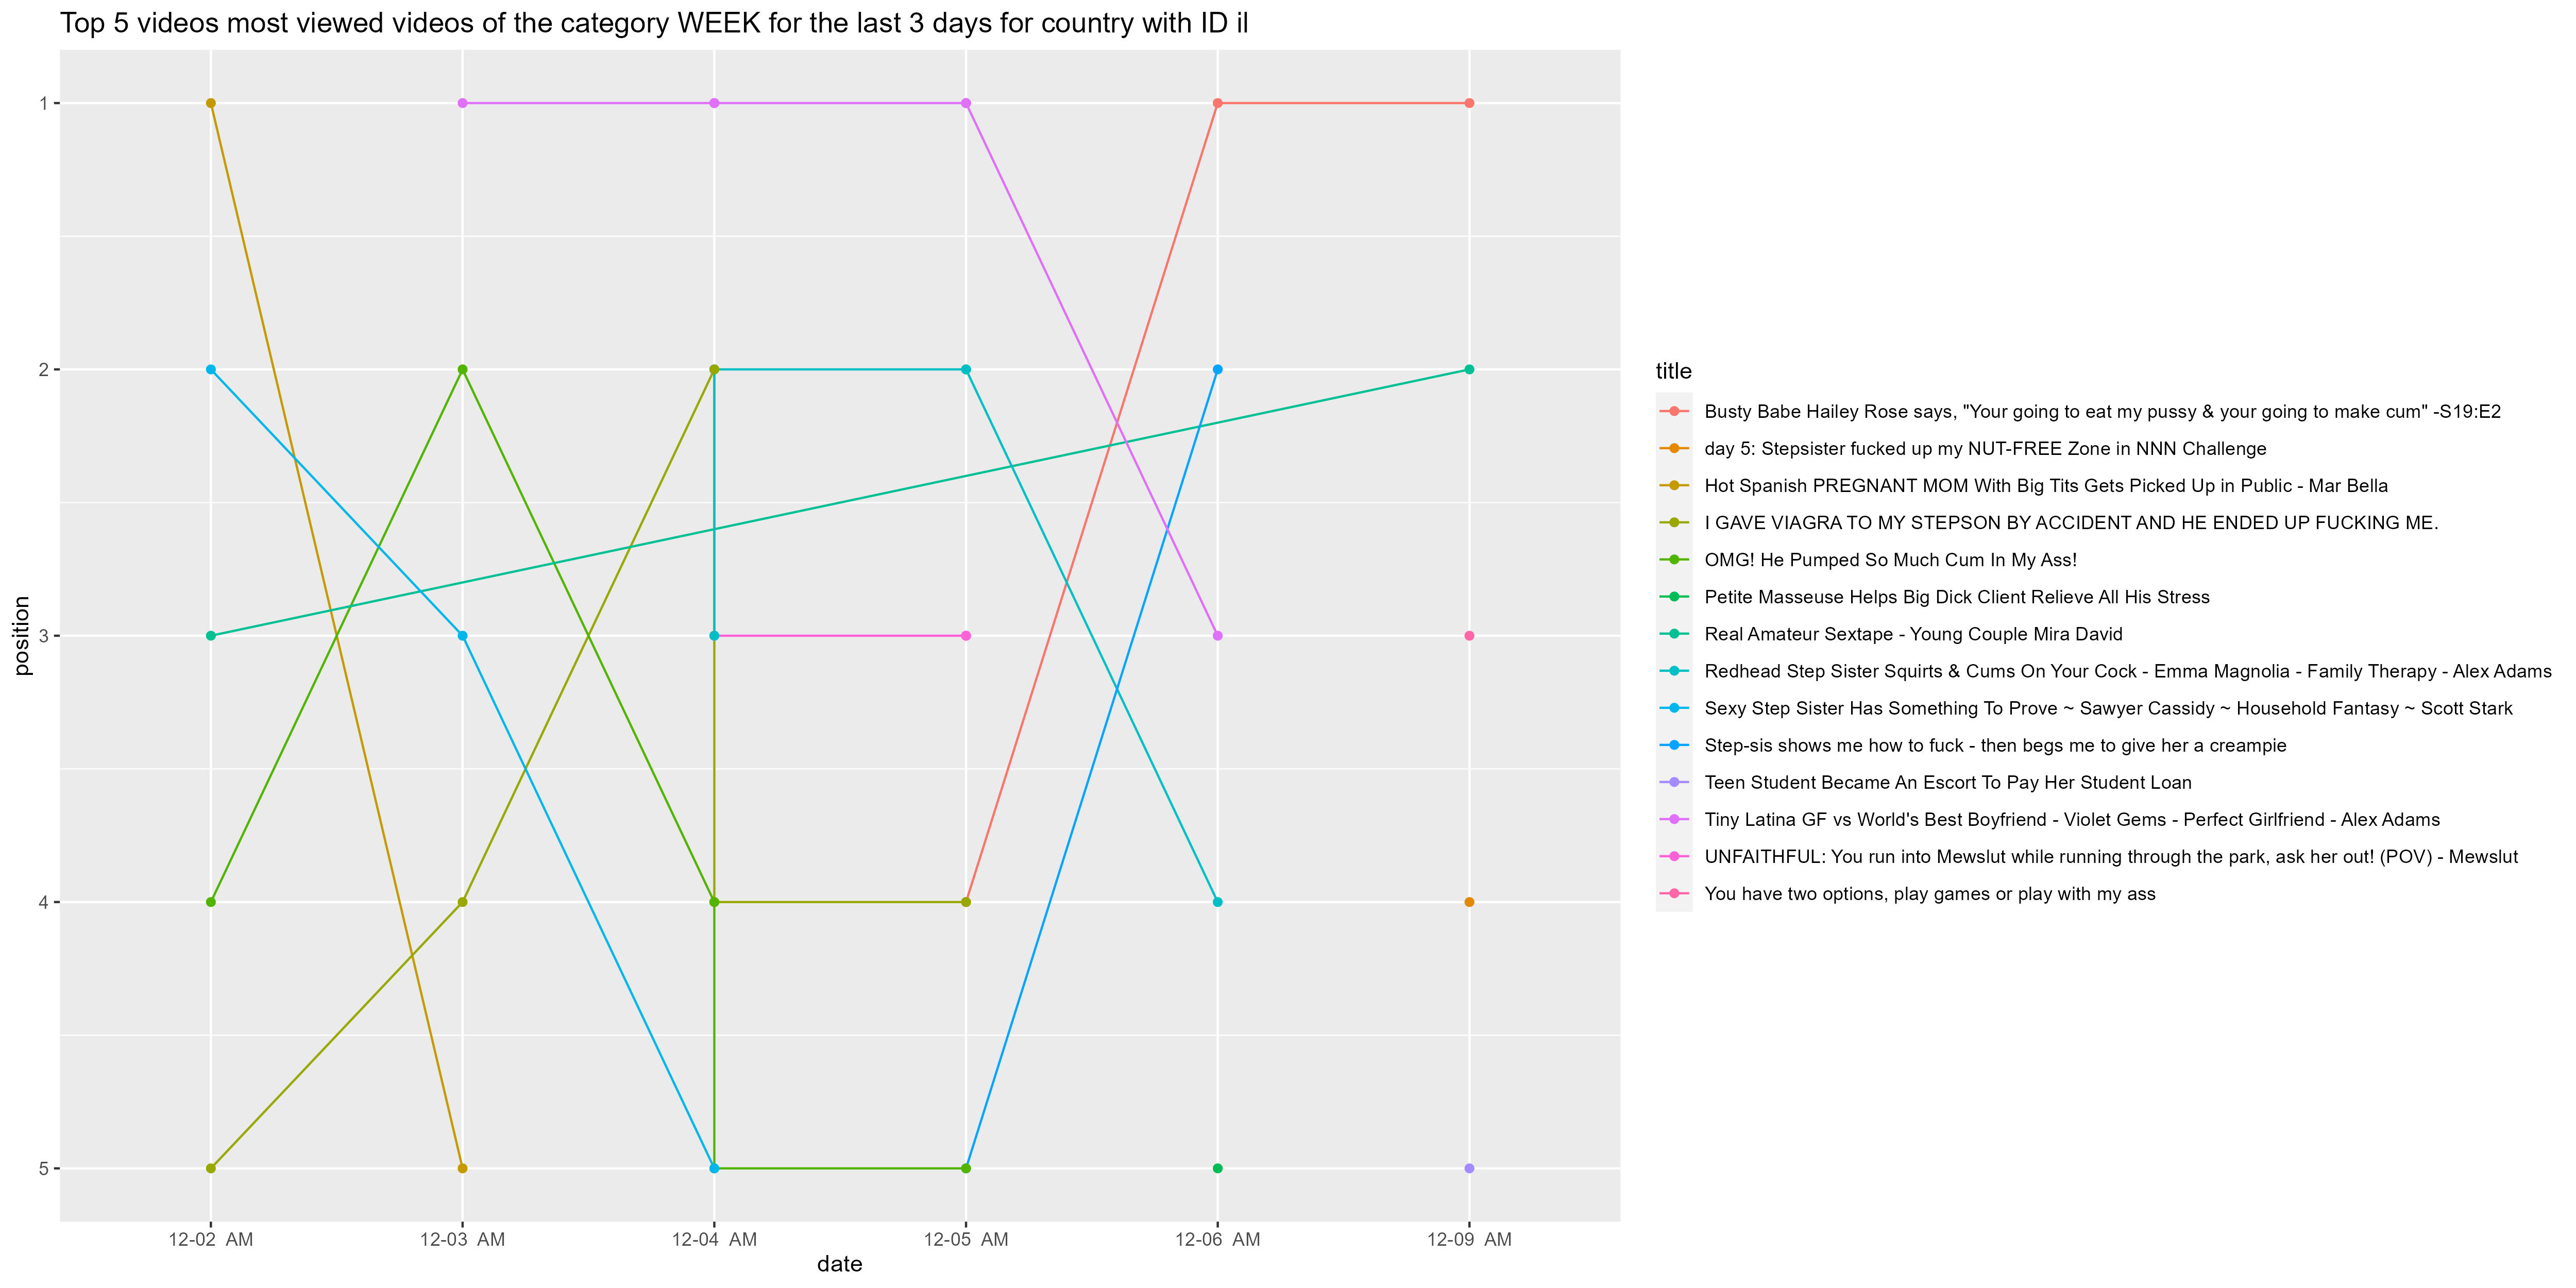 Top 5 videos most viewed videos of the category WEEK for the last 3 days for country with ID il
position
1
2
3
4
5
12-02 AM
12-03 AM
12-04 AM
12-05 AM
12-06 AM
12-09 AM
date
title
Busty Babe Hailey Rose says, "Your going to eat my pussy & your going to make cum" -S19:E2
day 5: Stepsister fucked up my NUT-FREE Zone in NNN Challenge
Hot Spanish PREGNANT MOM With Big Tits Gets Picked Up in Public - Mar Bella
I GAVE VIAGRA TO MY STEPSON BY ACCIDENT AND HE ENDED UP FUCKING ME.
OMG! He Pumped So Much Cum In My Ass!
Petite Masseuse Helps Big Dick Client Relieve All His Stress
Real Amateur Sextape - Young Couple Mira David
Redhead Step Sister Squirts & Cums On Your Cock - Emma Magnolia - Family Therapy - Alex Adams
Sexy Step Sister Has Something To Prove ~ Sawyer Cassidy ~ Household Fantasy ~ Scott Stark
Step-sis shows me how to fuck - then begs me to give her a creampie
Teen Student Became An Escort To Pay Her Student Loan
Tiny Latina GF vs World's Best Boyfriend - Violet Gems - Perfect Girlfriend - Alex Adams
UNFAITHFUL: You run into Mewslut while running through the park, ask her out! (POV) - Mewslut
You have two options, play games or play with my ass